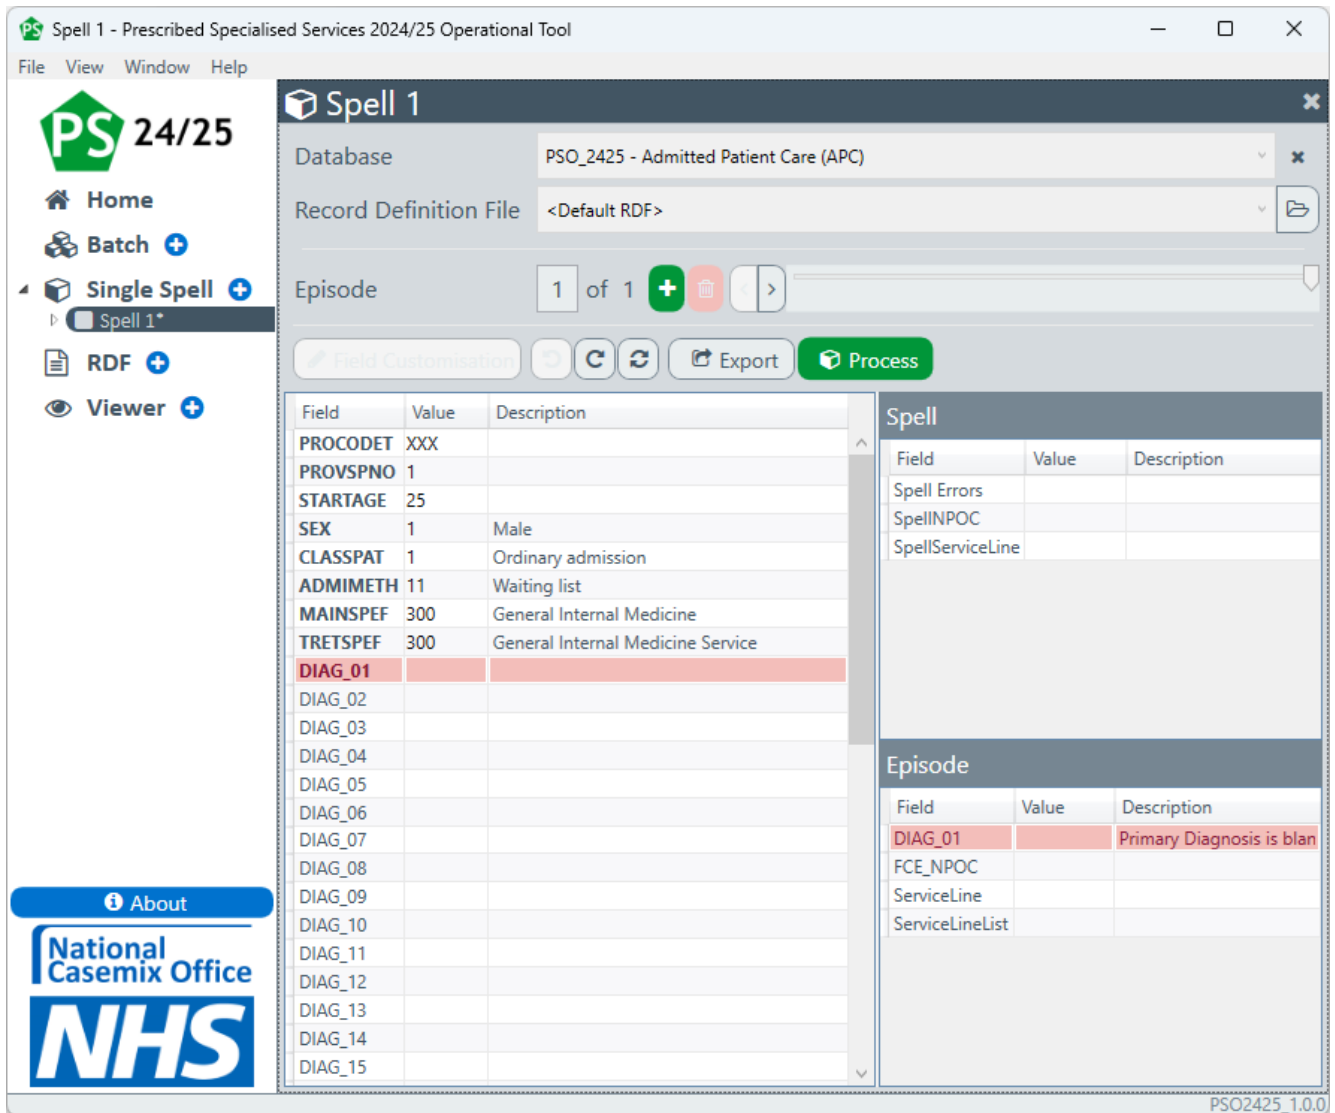 PS Spell 1 - Prescribed Specialised Services 2024/25 Operational Tool
File View Window Help
PS 24/25
Home
Batch
Single Spell
Spell 1*
RDF
Viewer
About
National
Casemix Office
NHS
Spell 1
Database PSO_2425 - Admitted Patient Care (APC)
Record Definition File <Default RDF>
Episode 1 of 1
Field Customisation Export Process
Field Value Description
PROCODET XXX
PROVSPNO 1
STARTAGE 25
SEX 1 Male
CLASSPAT 1 Ordinary admission
ADMIMETH 11 Waiting list
MAINSPEF 300 General Internal Medicine
TRETSPEF 300 General Internal Medicine Service
DIAG_01
DIAG_02
DIAG_03
DIAG_04
DIAG_05
DIAG_06
DIAG_07
DIAG_08
DIAG_09
DIAG_10
DIAG_11
DIAG_12
DIAG_13
DIAG_14
DIAG_15
Spell
Field Value Description
Spell Errors
SpellNPOC
SpellServiceLine
Episode
Field Value Description
DIAG_01 Primary Diagnosis is blan
FCE_NPOC
ServiceLine
ServiceLineList
PSO2425_1.0.0